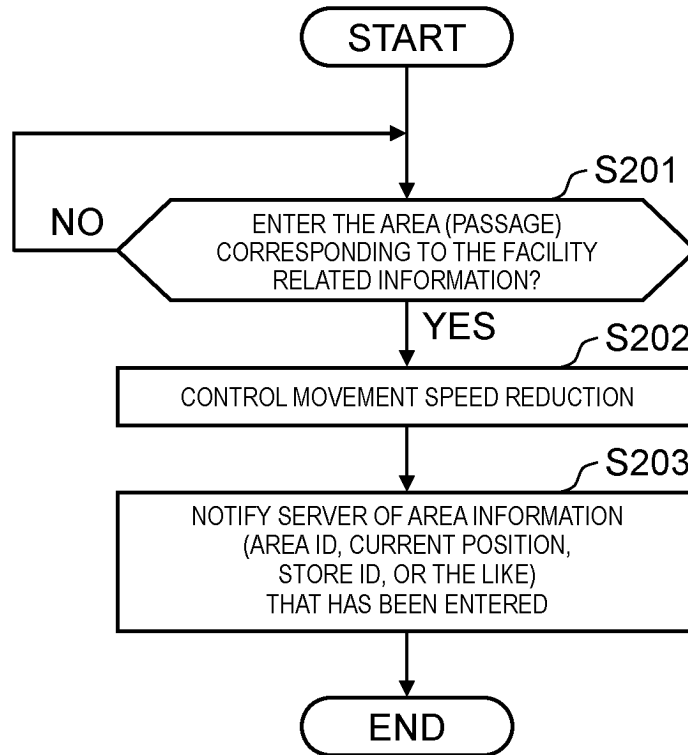 START
S201
NO
ENTER THE AREA (PASSAGE)
CORRESPONDING TO THE FACILITY
RELATED INFORMATION?
YES
S202
CONTROL MOVEMENT SPEED REDUCTION
S203
NOTIFY SERVER OF AREA INFORMATION
(AREA ID, CURRENT POSITION,
STORE ID, OR THE LIKE)
THAT HAS BEEN ENTERED
END